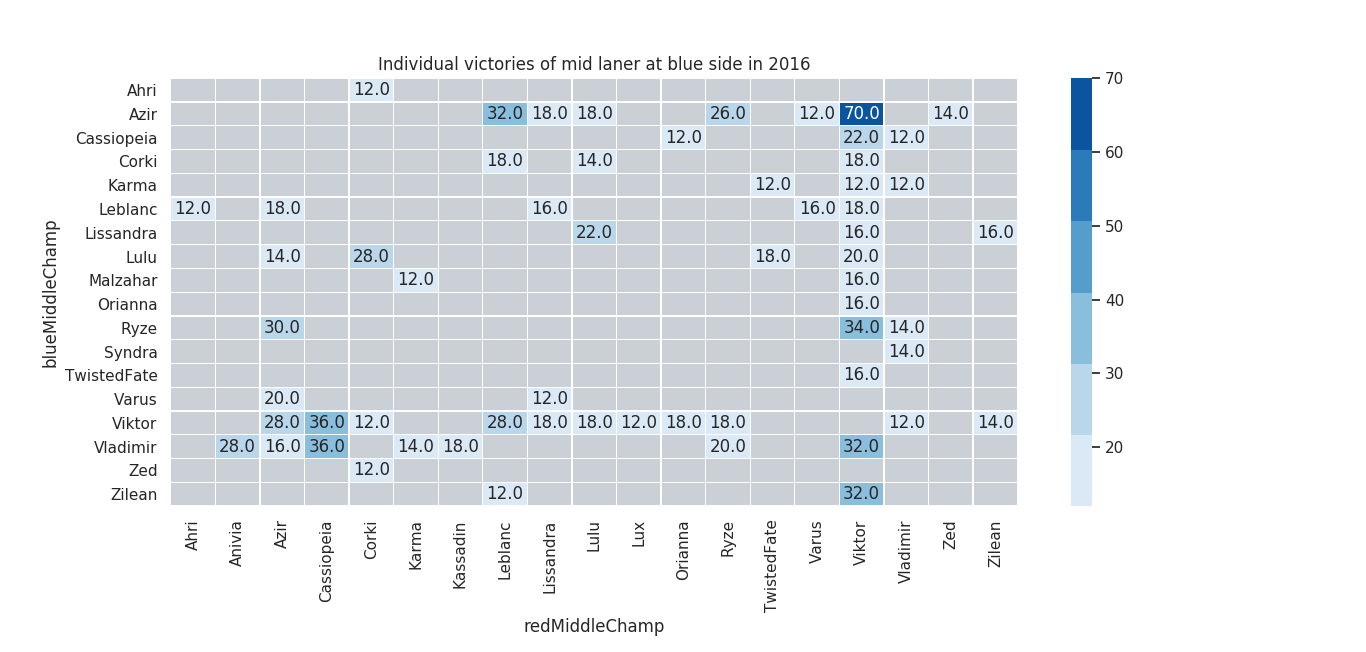 Individual victories of mid laner at blue side in 2016
Ahri 12.0
Azir 32.0 18.0 18.0 26.0 12.0 70.0 14.0
Cassiopeia 12.0 22.0 12.0
Corki 18.0 14.0 18.0
Karma 12.0 12.0 12.0
Leblanc 12.0 18.0 16.0 16.0 18.0
Lissandra 22.0 16.0 16.0
Lulu 14.0 28.0 18.0 20.0
Malzahar 12.0 16.0
Orianna 16.0
Ryze 30.0 34.0 14.0
Syndra 14.0
TwistedFate 16.0
Varus 20.0 12.0
Viktor 28.0 36.0 12.0 28.0 18.0 18.0 12.0 18.0 18.0 12.0 14.0
Vladimir 28.0 16.0 36.0 14.0 18.0 20.0 32.0
Zed 12.0
Zilean 12.0 32.0
blueMiddleChamp
Ahri Anivia Azir Cassiopeia Corki Karma Kassadin Leblanc Lissandra Lulu Lux Orianna Ryze TwistedFate Varus Viktor Vladimir Zed Zilean
redMiddleChamp
70
60
50
40
30
20